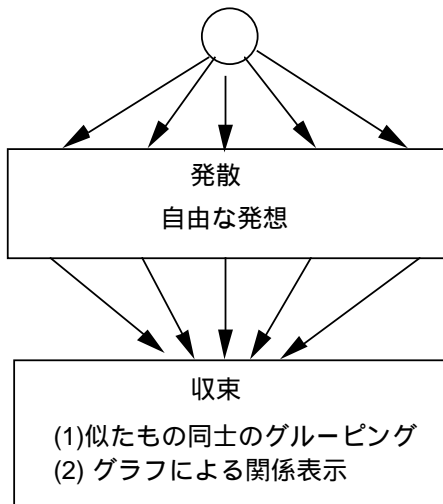 発散
自由な発想
収束
(1)似たもの同士のグルーピング
(2) グラフによる関係表示